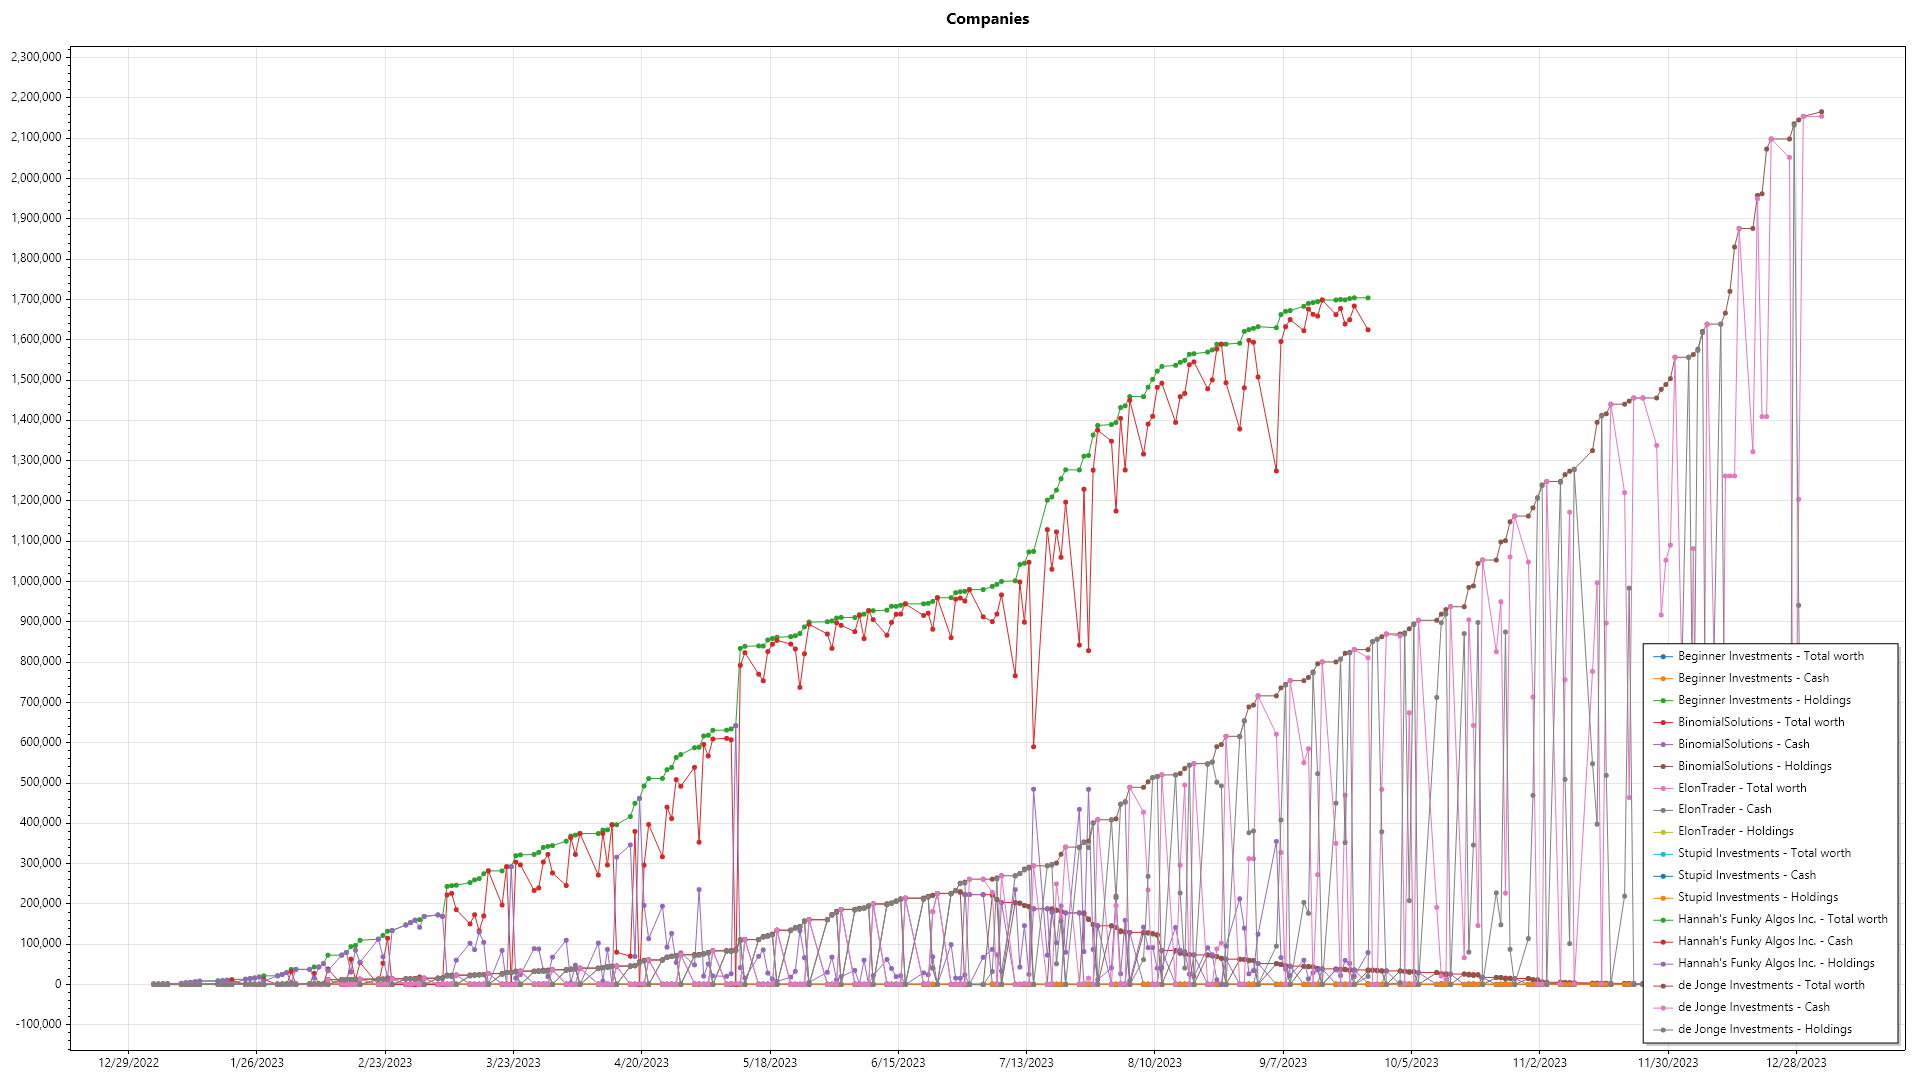 Companies
2,300,000
2,200,000
2,100,000
2,000,000
1,900,000
1,800,000
1,700,000
1,600,000
1,500,000
1,400,000
1,300,000
1,200,000
1,100,000
1,000,000
900,000
800,000
700,000
600,000
500,000
400,000
300,000
200,000
100,000
0
-100,000
12/29/2022 1/26/2023 2/23/2023 3/23/2023 4/20/2023 5/18/2023 6/15/2023 7/13/2023 8/10/2023 9/7/2023 10/5/2023 11/2/2023 11/30/2023 12/28/2023
Beginner Investments - Total worth
Beginner Investments - Cash
Beginner Investments - Holdings
BinomialSolutions - Total worth
BinomialSolutions - Cash
BinomialSolutions - Holdings
ElonTrader - Total worth
ElonTrader - Cash
ElonTrader - Holdings
Stupid Investments - Total worth
Stupid Investments - Cash
Stupid Investments - Holdings
Hannah's Funky Algos Inc. - Total worth
Hannah's Funky Algos Inc. - Cash
Hannah's Funky Algos Inc. - Holdings
de Jonge Investments - Total worth
de Jonge Investments - Cash
de Jonge Investments - Holdings